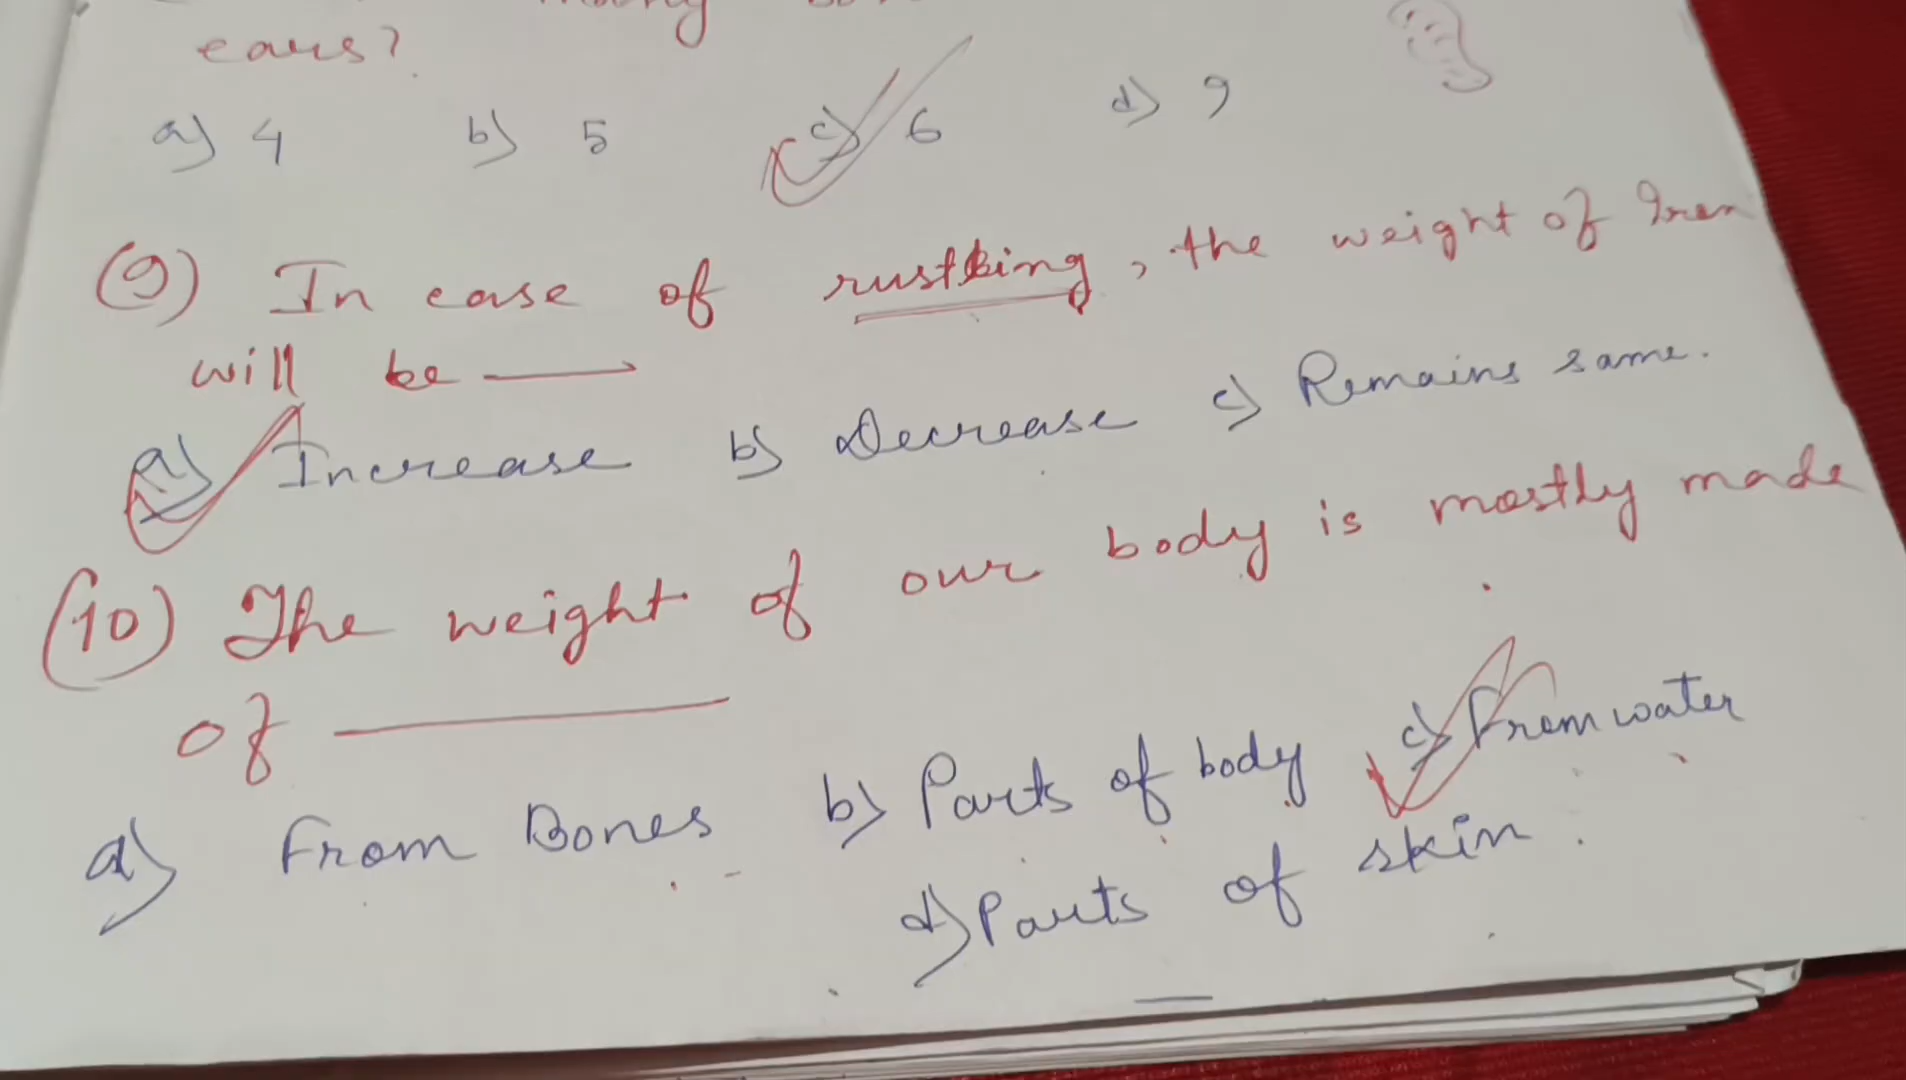 many
ears?
a) 4 b) 5 c) 6 d) 9
(9) In case of rusting, the weight of Iron
will be
a) Increase b) Decrease c) Remains same.
(10) The weight of our body is mostly made
of
a) From Bones b) Parts of body c) From water
d) Parts of skin.